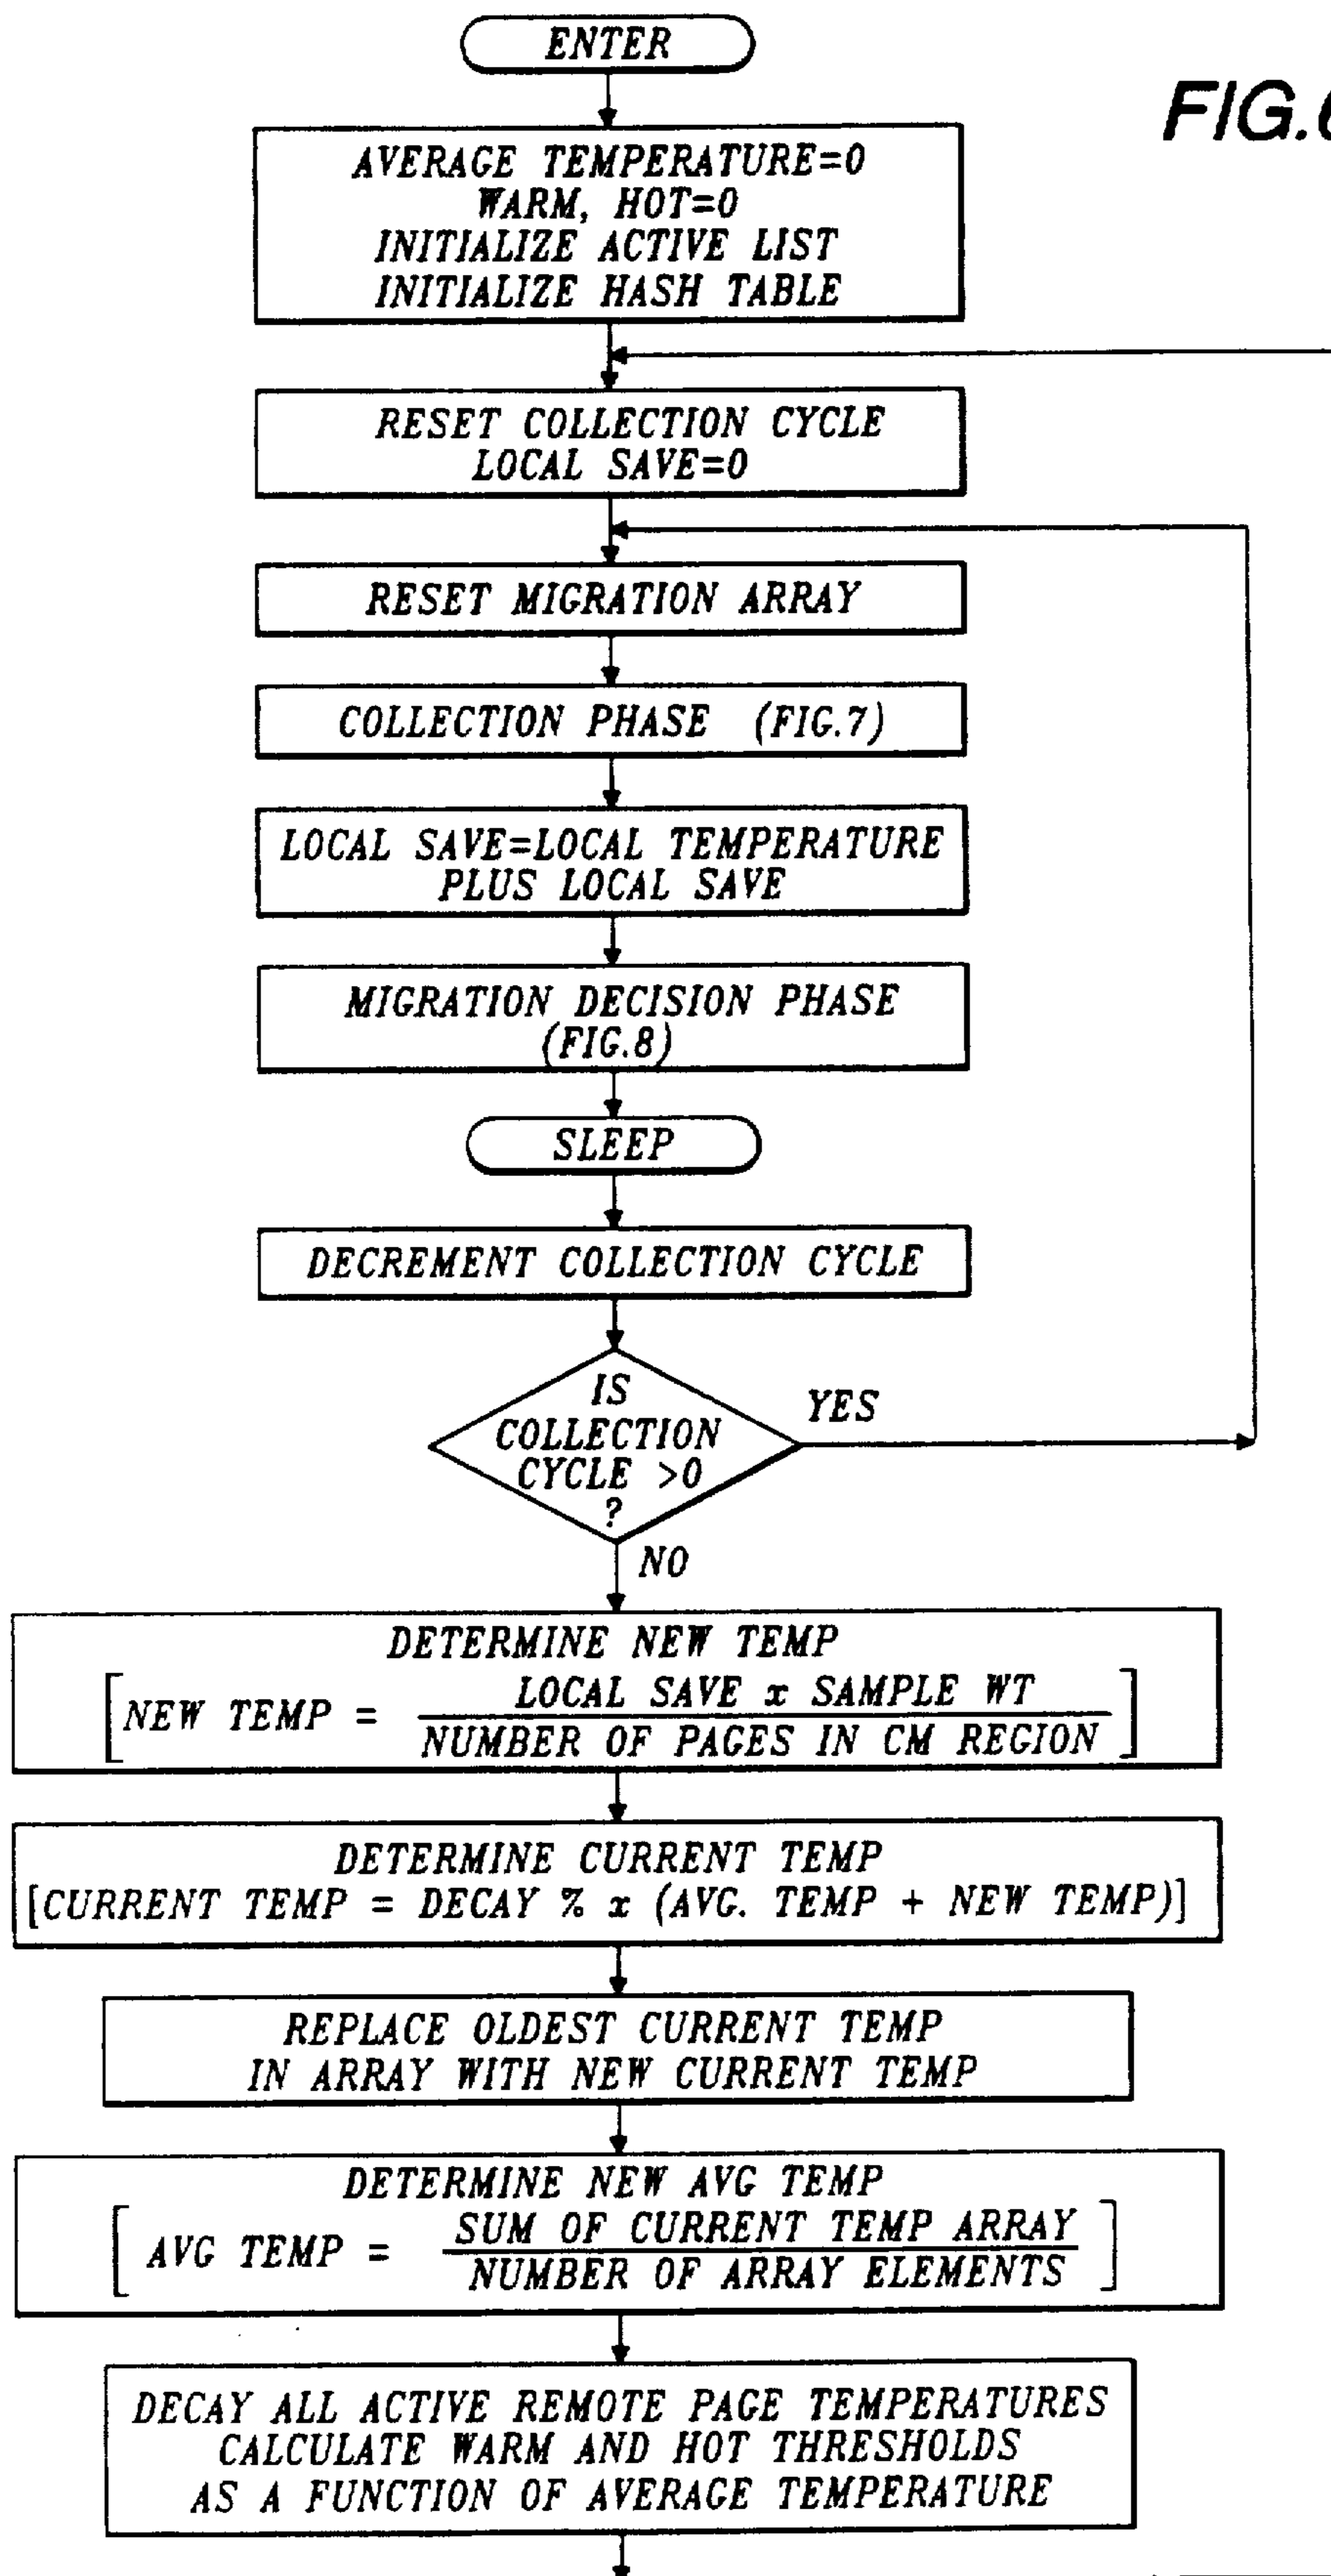 ENTER
FIG.6
AVERAGE TEMPERATURE=0
WARM, HOT=0
INITIALIZE ACTIVE LIST
INITIALIZE HASH TABLE
RESET COLLECTION CYCLE
LOCAL SAVE=0
RESET MIGRATION ARRAY
COLLECTION PHASE (FIG.7)
LOCAL SAVE=LOCAL TEMPERATURE
PLUS LOCAL SAVE
MIGRATION DECISION PHASE
(FIG.8)
SLEEP
DECREMENT COLLECTION CYCLE
IS
COLLECTION
CYCLE >0
?
YES
NO
DETERMINE NEW TEMP
[NEW TEMP = LOCAL SAVE x SAMPLE WT
NUMBER OF PAGES IN CM REGION]
DETERMINE CURRENT TEMP
[CURRENT TEMP = DECAY % x (AVG. TEMP + NEW TEMP)]
REPLACE OLDEST CURRENT TEMP
IN ARRAY WITH NEW CURRENT TEMP
DETERMINE NEW AVG TEMP
[AVG TEMP = SUM OF CURRENT TEMP ARRAY
NUMBER OF ARRAY ELEMENTS]
DECAY ALL ACTIVE REMOTE PAGE TEMPERATURES
CALCULATE WARM AND HOT THRESHOLDS
AS A FUNCTION OF AVERAGE TEMPERATURE